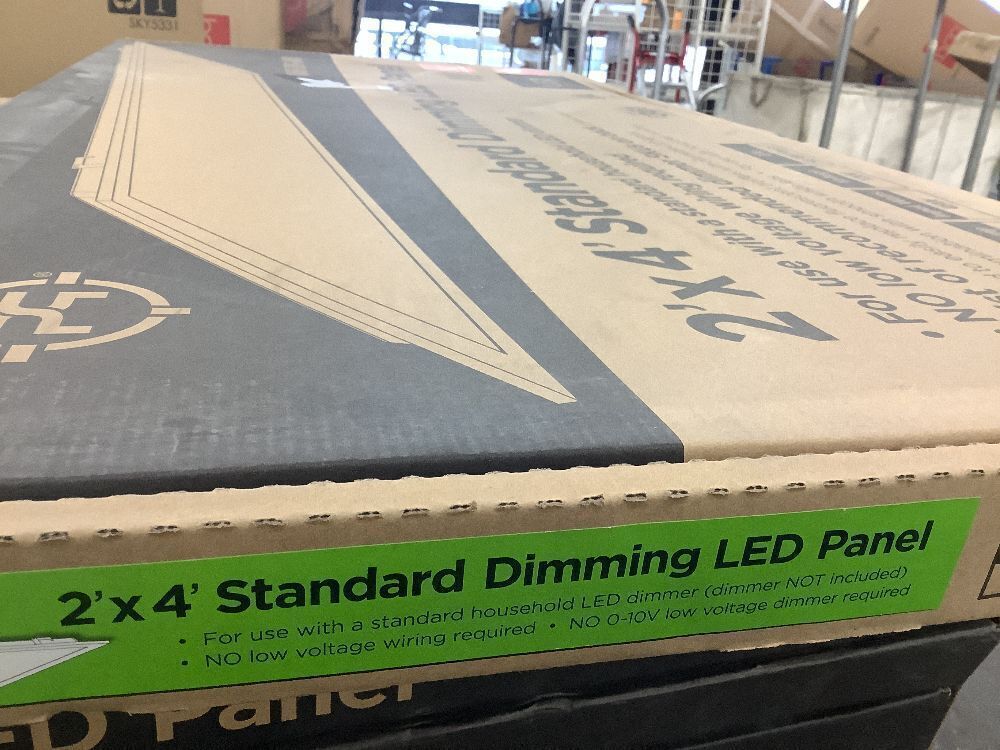 SKY5331
2'x4' Standard Dimming
• For use with a standard
• NO low voltage wiring
2'x4' Standard Dimming LED Panel
• For use with a standard household LED dimmer (dimmer NOT included)
• NO low voltage wiring required • NO 0-10V low voltage dimmer required
ED Panel